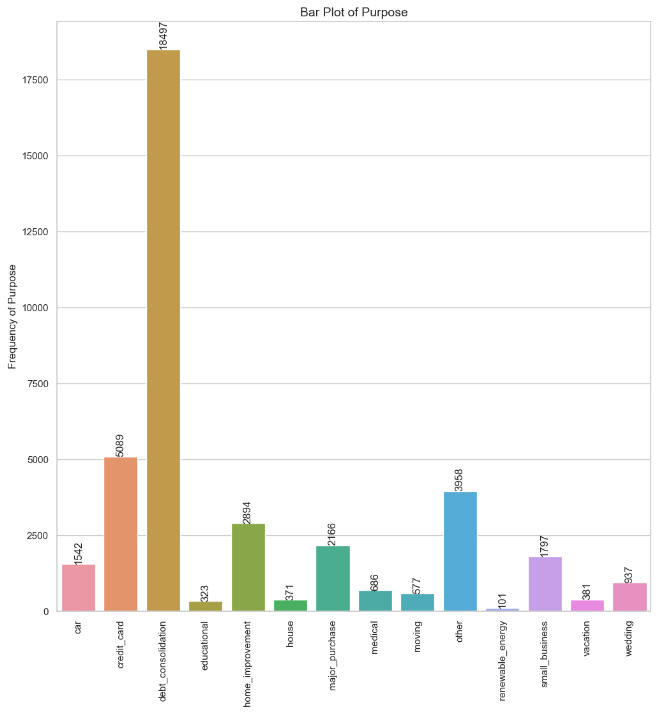 Bar Plot of Purpose
Frequency of Purpose
17500
15000
12500
10000
7500
5000
2500
0
1542
5089
18497
323
2894
371
2166
686
577
3958
101
1797
381
937
car
credit_card
debt_consolidation
educational
home_improvement
house
major_purchase
medical
moving
other
renewable_energy
small_business
vacation
wedding